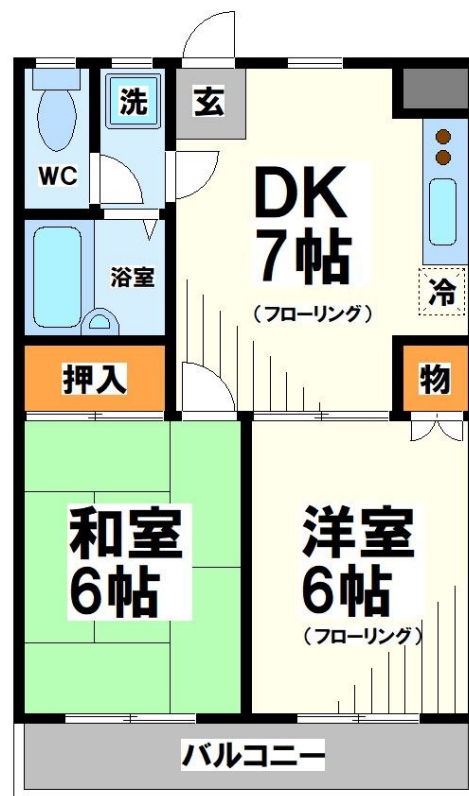 洗
玄
WC
DK
7帖
(フローリング)
浴室
冷
押入
物
和室
6帖
洋室
6帖
(フローリング)
バルコニー